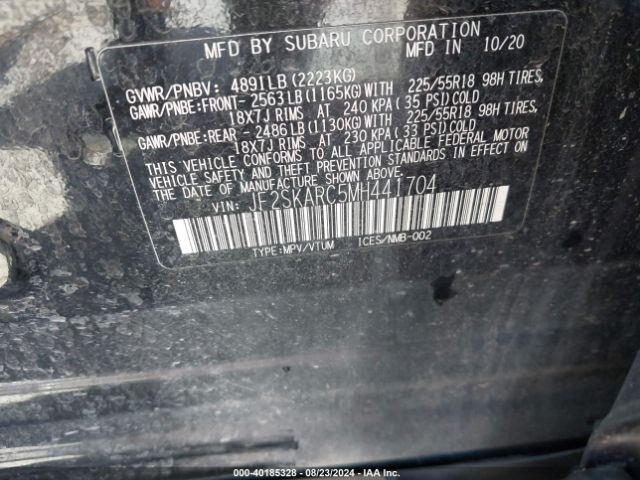 MFD BY SUBARU CORPORATION MFD IN 10/20
GVWR/PNBV: 4891LB(2223KG)
GAWR/PNBE:FRONT-2563LB(1165KG)WITH 225/55R18 98H TIRES,
18X7J RIMS AT 240 KPA(35 PSI)COLD
GAWR/PNBE:REAR -2486LB(1130KG)WITH 225/55R18 98H TIRES,
18X7J RIMS AT 230 KPA(33 PSI)COLD
THIS VEHICLE CONFORMS TO ALL APPLICABLE FEDERAL MOTOR
VEHICLE SAFETY AND THEFT PREVENTION STANDARDS IN EFFECT ON
THE DATE OF MANUFACTURE SHOWN ABOVE.
VIN: JF2SKARC5MH441704
TYPE:MPV/VTUM ICES/NMB-002
000-40185328 - 08/23/2024 - IAA Inc.